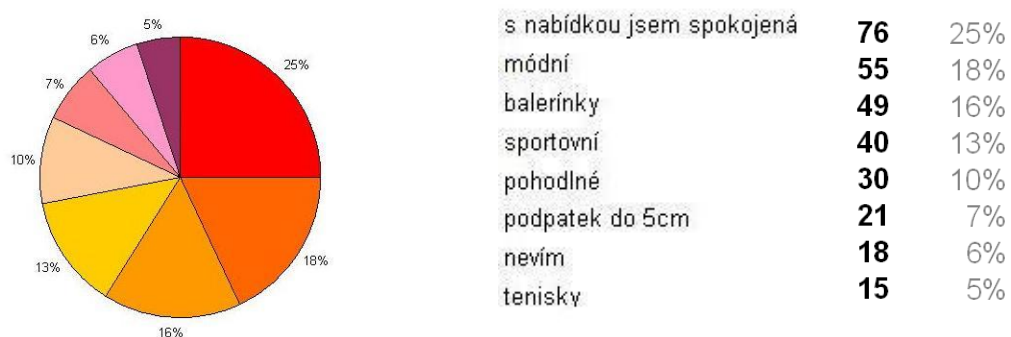 5%
6%
25%
7%
10%
13%
18%
16%
s nabídkou jsem spokojená 76 25%
módní 55 18%
balerínky 49 16%
sportovní 40 13%
pohodlné 30 10%
podpatek do 5cm 21 7%
nevím 18 6%
tenisky 15 5%